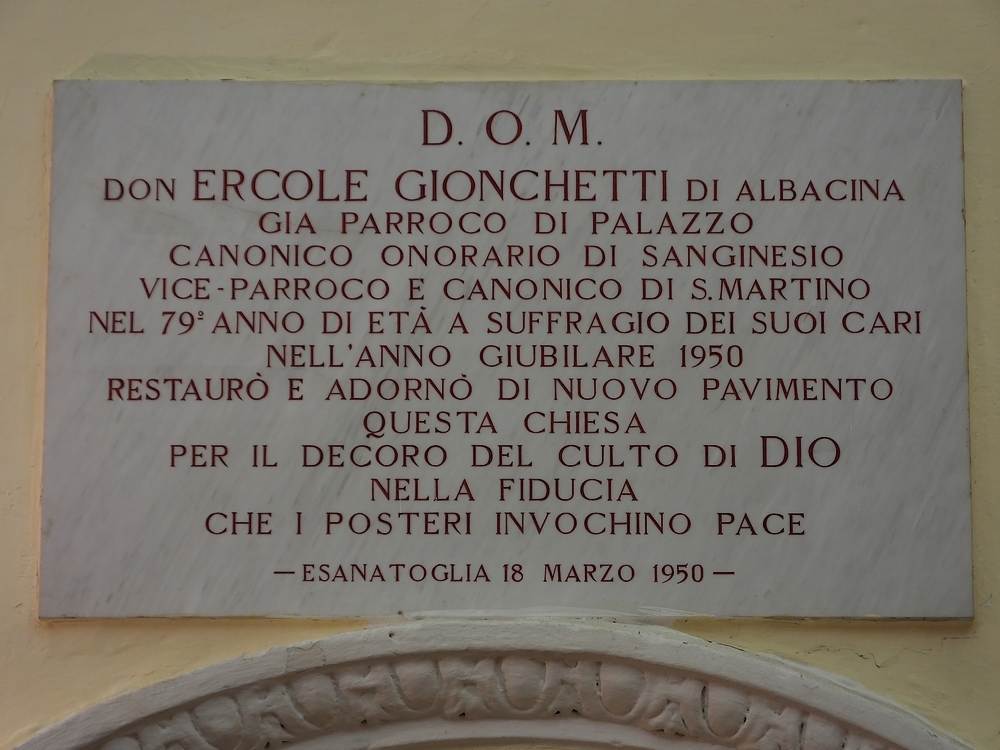 D. O. M.
DON ERCOLE GIONCHETTI DI ALBACINA
GIA PARROCO DI PALAZZO
CANONICO ONORARIO DI SANGINESIO
VICE-PARROCO E CANONICO DI S. MARTINO
NEL 79º ANNO DI ETÀ A SUFFRAGIO DEI SUOI CARI
NELL'ANNO GIUBILARE 1950
RESTAURÒ E ADORNÒ DI NUOVO PAVIMENTO
QUESTA CHIESA
PER IL DECORO DEL CULTO DI DIO
NELLA FIDUCIA
CHE I POSTERI INVOCHINO PACE
— ESANATOGLIA 18 MARZO 1950 —